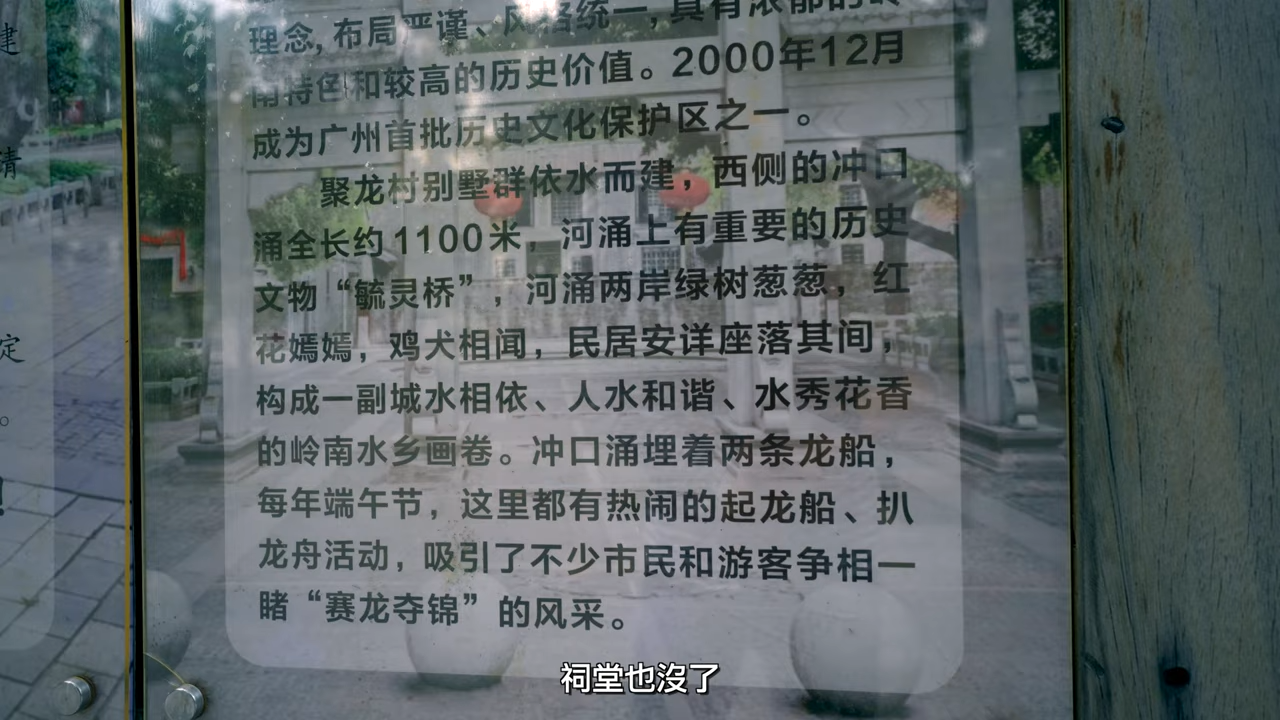 建
情
定
。
理念，布局严谨、风格统一，具有浓郁的岭
南特色和较高的历史价值。2000年12月
成为广州首批历史文化保护区之一。
聚龙村别墅群依水而建，西侧的冲口
涌全长约1100米，河涌上有重要的历史
文物“毓灵桥”，河涌两岸绿树葱葱，红
花嫣嫣，鸡犬相闻，民居安详座落其间，
构成一副城水相依、人水和谐、水秀花香
的岭南水乡画卷。冲口涌埋着两条龙船，
每年端午节，这里都有热闹的起龙船、扒
龙舟活动，吸引了不少市民和游客争相一
睹“赛龙夺锦”的风采。
祠堂也沒了